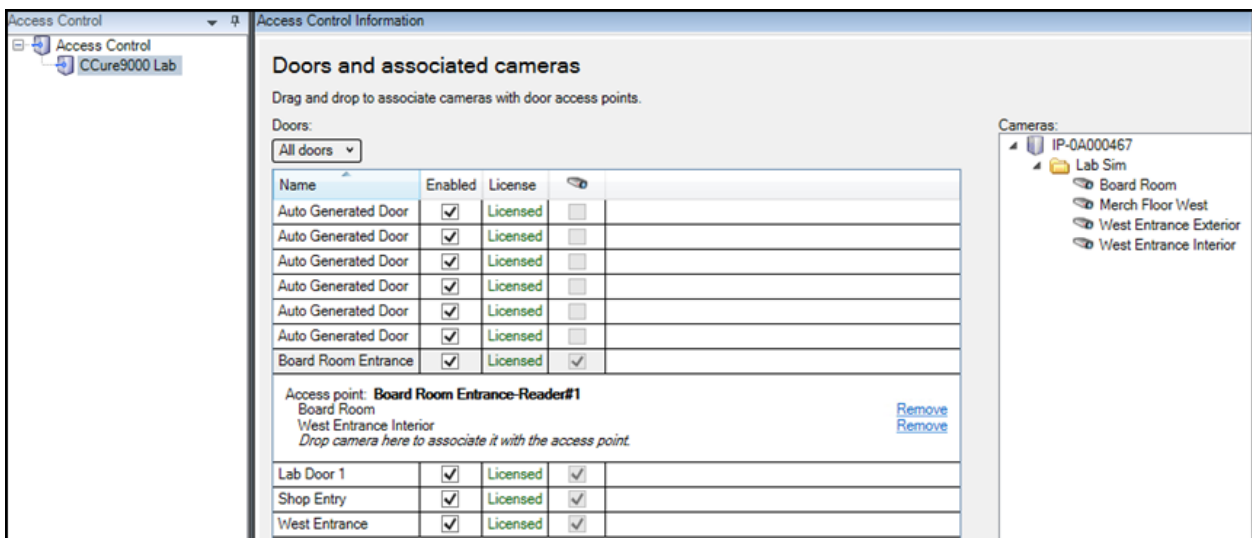 Access Control
Access Control
CCure9000 Lab
Access Control Information
Doors and associated cameras
Drag and drop to associate cameras with door access points.
Doors:
All doors
Name Enabled License
Auto Generated Door Licensed
Auto Generated Door Licensed
Auto Generated Door Licensed
Auto Generated Door Licensed
Auto Generated Door Licensed
Auto Generated Door Licensed
Board Room Entrance Licensed
Access point: Board Room Entrance-Reader#1
Board Room Remove
West Entrance Interior Remove
Drop camera here to associate it with the access point.
Lab Door 1 Licensed
Shop Entry Licensed
West Entrance Licensed
Cameras:
IP-0A000467
Lab Sim
Board Room
Merch Floor West
West Entrance Exterior
West Entrance Interior